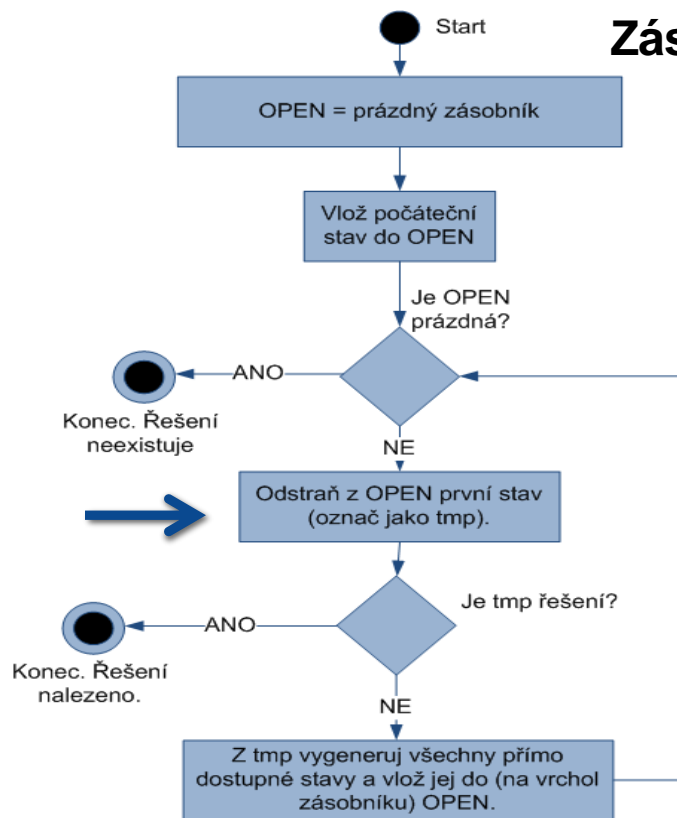 Start
Zás
OPEN = prázdný zásobník
Vlož počáteční
stav do OPEN
Je OPEN
prázdná?
ANO
Konec. Řešení
neexistuje
NE
Odstraň z OPEN první stav
(označ jako tmp).
Je tmp řešení?
ANO
Konec. Řešení
nalezeno.
NE
Z tmp vygeneruj všechny přímo
dostupné stavy a vlož jej do (na vrchol
zásobníku) OPEN.